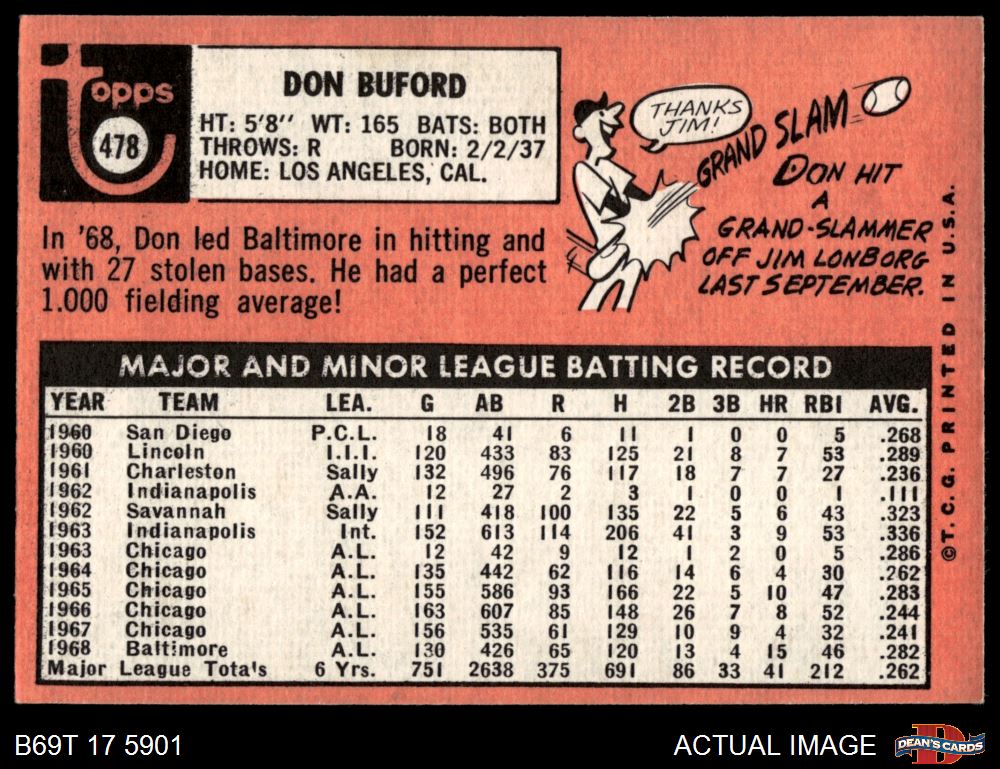 Topps
478
DON BUFORD
HT: 5'8'' WT: 165 BATS: BOTH
THROWS: R BORN: 2/2/37
HOME: LOS ANGELES, CAL.
In '68, Don led Baltimore in hitting and
with 27 stolen bases. He had a perfect
1.000 fielding average!
THANKS
JIM!
GRAND SLAM
DON HIT
A
GRAND-SLAMMER
OFF JIM LONBORG
LAST SEPTEMBER.
©T. C. G. PRINTED IN U.S.A.
MAJOR AND MINOR LEAGUE BATTING RECORD
YEAR TEAM LEA. G AB R H 2B 3B HR RBI AVG.
1960 San Diego P.C.L. 18 41 6 11 1 0 0 5 .268
1960 Lincoln I.I.I. 120 433 83 125 21 8 7 53 .289
1961 Charleston Sally 132 496 76 117 18 7 7 27 .236
1962 Indianapolis A.A. 12 27 2 3 1 0 0 1 .111
1962 Savannah Sally 111 418 100 135 22 5 6 43 .323
1963 Indianapolis Int. 152 613 114 206 41 3 9 53 .336
1963 Chicago A.L. 12 42 9 12 1 2 0 5 .286
1964 Chicago A.L. 135 442 62 116 14 6 4 30 .262
1965 Chicago A.L. 155 586 93 166 22 5 10 47 .283
1966 Chicago A.L. 163 607 85 148 26 7 8 52 .244
1967 Chicago A.L. 156 535 61 129 10 9 4 32 .241
1968 Baltimore A.L. 130 426 65 120 13 4 15 46 .282
Major League Totals 6 Yrs. 751 2638 375 691 86 33 41 212 .262
B69T 17 5901
ACTUAL IMAGE
DEAN'S CARDS